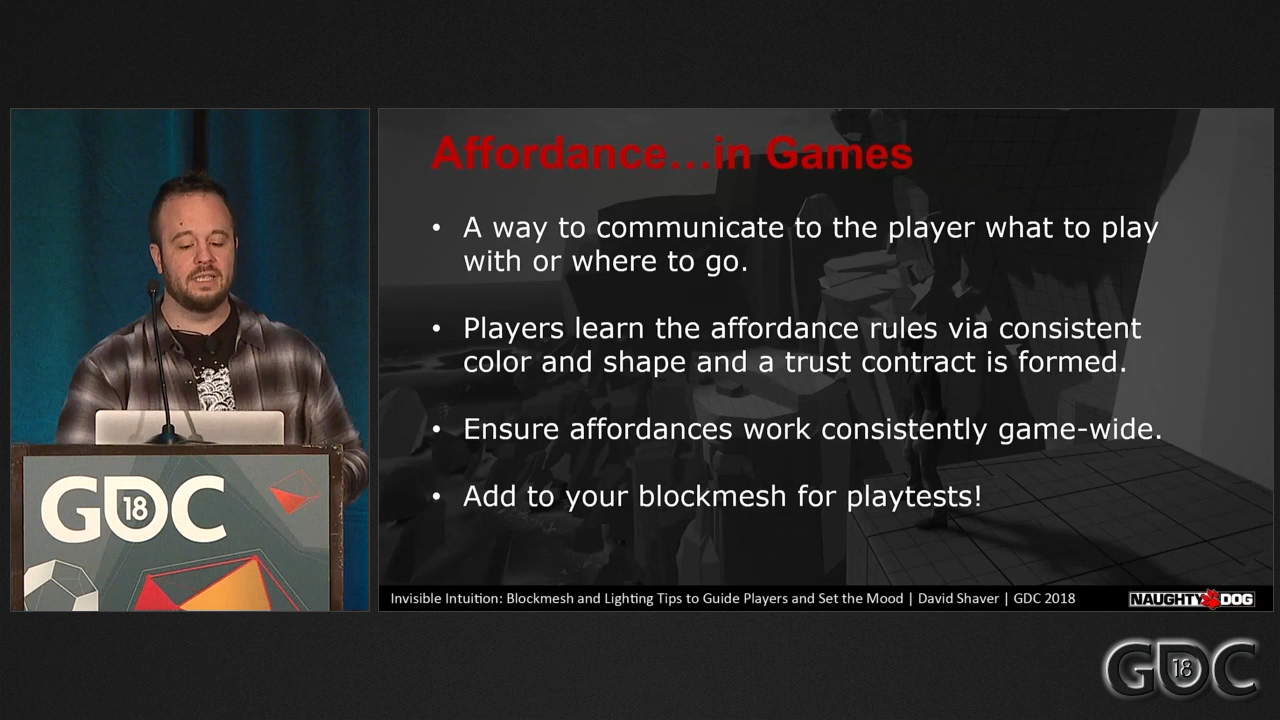 Affordance...in Games
• A way to communicate to the player what to play
with or where to go.
• Players learn the affordance rules via consistent
color and shape and a trust contract is formed.
• Ensure affordances work consistently game-wide.
• Add to your blockmesh for playtests!
Invisible Intuition: Blockmesh and Lighting Tips to Guide Players and Set the Mood | David Shaver | GDC 2018
NAUGHTY DOG
GDC 18
GDC 18